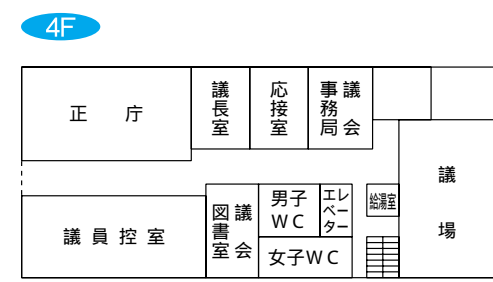 4F
正庁
議長室
応接室
議会
事務局
議員控室
議会
図書室
男子
WC
エレベーター
女子WC
給湯室
議場